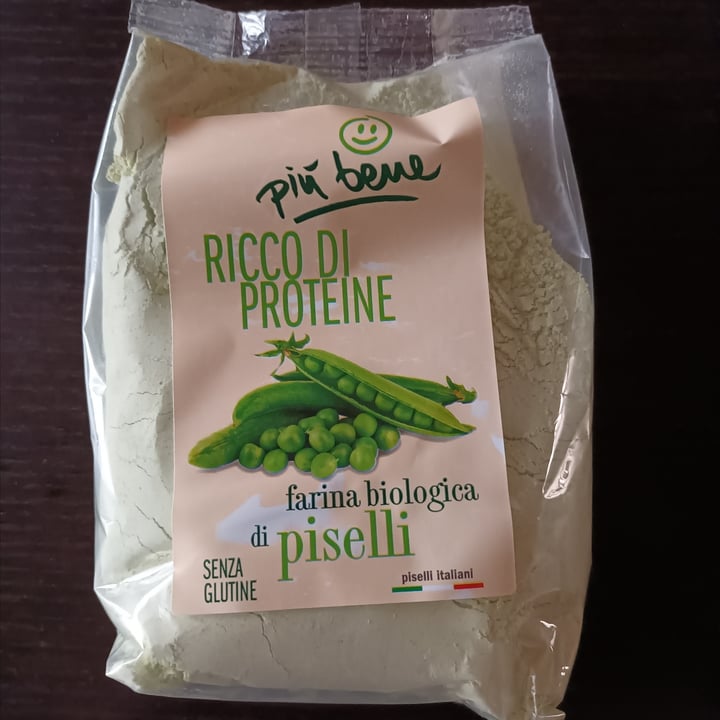 più bene
RICCO DI
PROTEINE
farina biologica
di piselli
SENZA
GLUTINE
piselli italiani